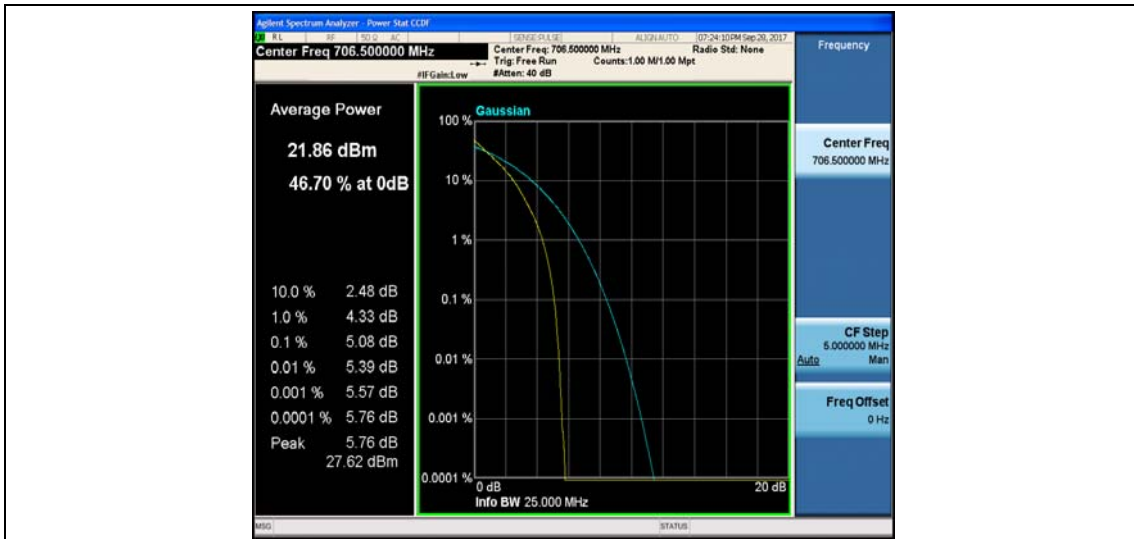 Agilent Spectrum Analyzer - Power Stat CCDF
RL RF 50 Ω AC SENSE:PULSE ALIGN AUTO 07:24:10 PM Sep 28, 2017
Center Freq 706.500000 MHz
Center Freq: 706.500000 MHz Radio Std: None
Trig: Free Run Counts:1.00 M/1.00 Mpt
#IFGain:Low #Atten: 40 dB
Average Power
21.86 dBm
46.70 % at 0dB
10.0 % 2.48 dB
1.0 % 4.33 dB
0.1 % 5.08 dB
0.01 % 5.39 dB
0.001 % 5.57 dB
0.0001 % 5.76 dB
Peak 5.76 dB
27.62 dBm
Gaussian
100 %
10 %
1 %
0.1 %
0.01 %
0.001 %
0.0001 %
0 dB 20 dB
Info BW 25.000 MHz
Frequency
Center Freq
706.500000 MHz
CF Step
5.000000 MHz
Auto Man
Freq Offset
0 Hz
MSG STATUS